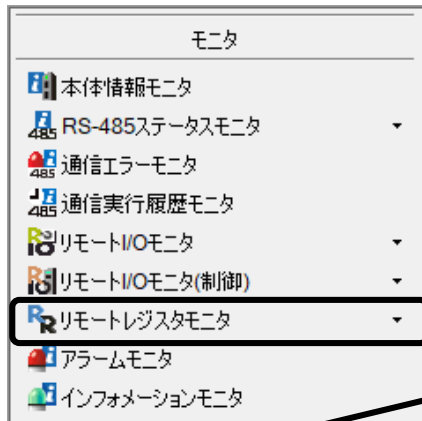 モニタ
本体情報モニタ
RS-485ステータスモニタ
通信エラーモニタ
通信実行履歴モニタ
リモートI/Oモニタ
リモートI/Oモニタ(制御)
リモートレジスタモニタ
アラームモニタ
インフォメーションモニタ